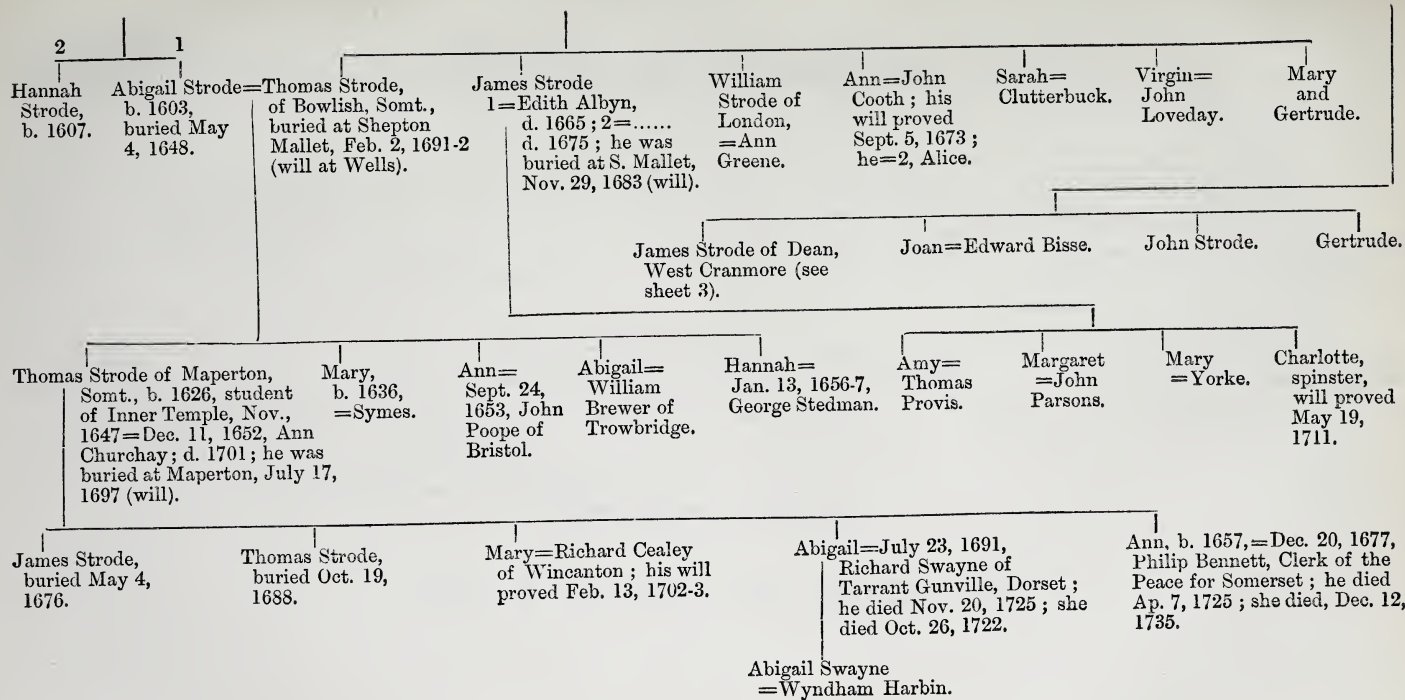 2 1
Hannah
Strode,
b. 1607.
Abigail Strode=Thomas Strode,
b. 1603,
buried May
4, 1648.
of Bowlish, Somt.,
buried at Shepton
Mallet, Feb. 2, 1691-2
(will at Wells).
James Strode
1=Edith Albyn,
d. 1665 ; 2=......
d. 1675 ; he was
buried at S. Mallet,
Nov. 29, 1683 (will).
William
Strode of
London,
=Ann
Greene.
Ann=John
Cooth ; his
will proved
Sept. 5, 1673 ;
he=2, Alice.
Sarah=
Clutterbuck.
Virgin=
John
Loveday.
Mary
and
Gertrude.
James Strode of Dean,
West Cranmore (see
sheet 3).
Joan=Edward Bisse.
John Strode.
Gertrude.
Thomas Strode of Maperton,
Somt., b. 1626, student
of Inner Temple, Nov.,
1647=Dec. 11, 1652, Ann
Churchay ; d. 1701 ; he was
buried at Maperton, July 17,
1697 (will).
Mary,
b. 1636,
=Symes.
Ann=
Sept. 24,
1653, John
Poope of
Bristol.
Abigail=
William
Brewer of
Trowbridge.
Hannah=
Jan. 13, 1656-7,
George Stedman.
Amy=
Thomas
Provis.
Margaret
=John
Parsons.
Mary
=Yorke.
Charlotte,
spinster,
will proved
May 19,
1711.
James Strode,
buried May 4,
1676.
Thomas Strode,
buried Oct. 19,
1688.
Mary=Richard Cealey
of Wincanton ; his will
proved Feb. 13, 1702-3.
Abigail=July 23, 1691,
Richard Swayne of
Tarrant Gunville, Dorset ;
he died Nov. 20, 1725 ; she
died Oct. 26, 1722.
Ann, b. 1657,=Dec. 20, 1677,
Philip Bennett, Clerk of the
Peace for Somerset ; he died
Ap. 7, 1725 ; she died, Dec. 12,
1735.
Abigail Swayne
=Wyndham Harbin.